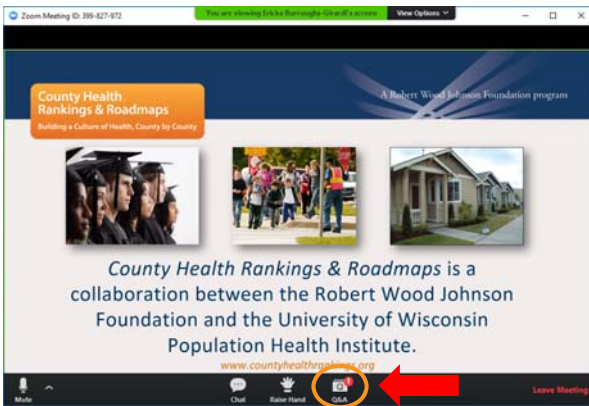 Zoom Meeting ID: 399-827-972
You are viewing Ericka Burroughs-Girardi's screen
View Options
County Health
Rankings & Roadmaps
Building a Culture of Health, County by County
A Robert Wood Johnson Foundation program
County Health Rankings & Roadmaps is a
collaboration between the Robert Wood Johnson
Foundation and the University of Wisconsin
Population Health Institute.
www.countyhealthrankings.org
Mute
Chat
Raise Hand
Q&A
Leave Meeting